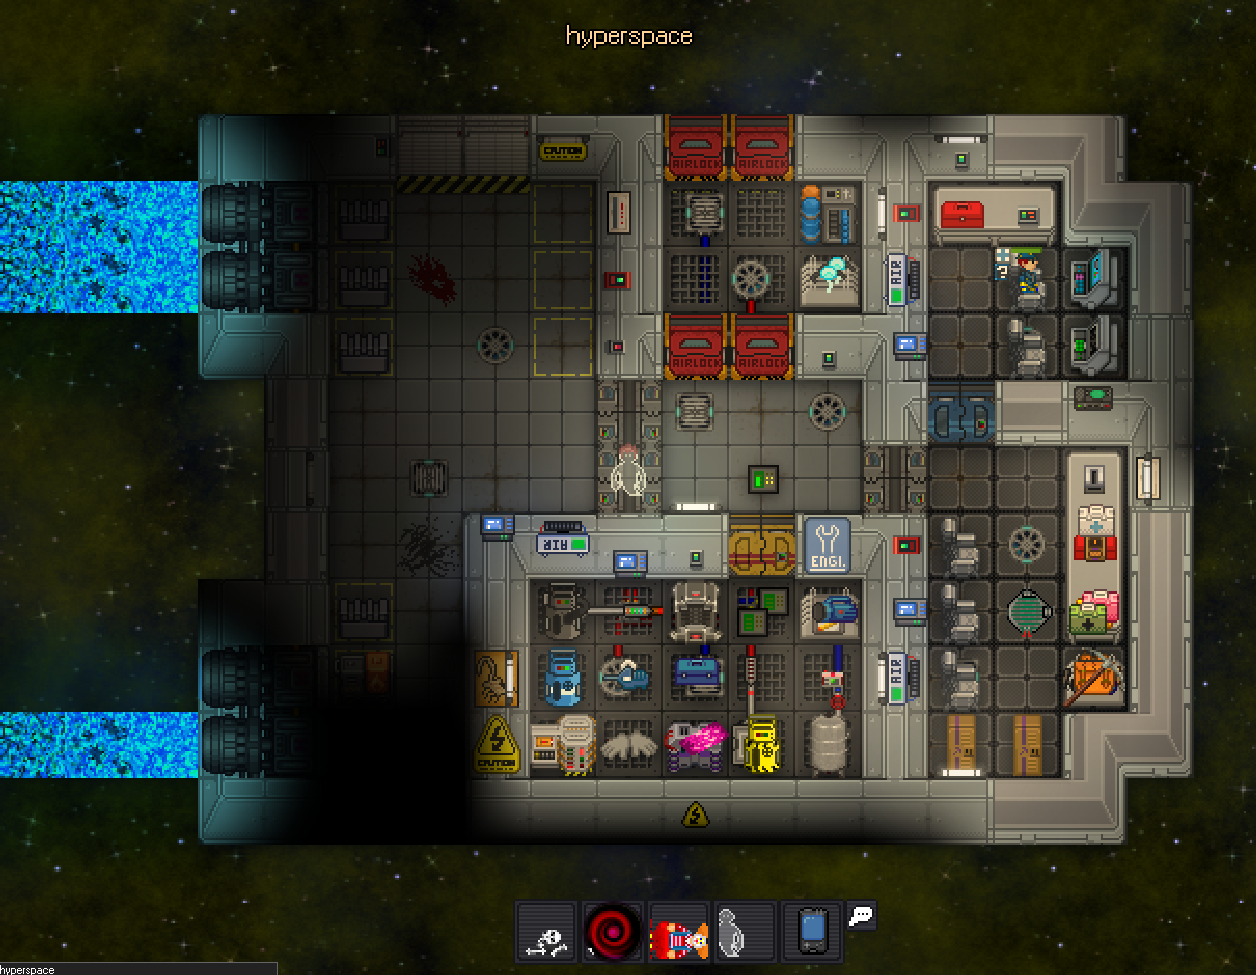 hyperspace
CAUTION
AIRLOCK
AIRLOCK
AIR
?
AIRLOCK
AIRLOCK
AIR
ENGI.
AIR
CAUTION
hyperspace